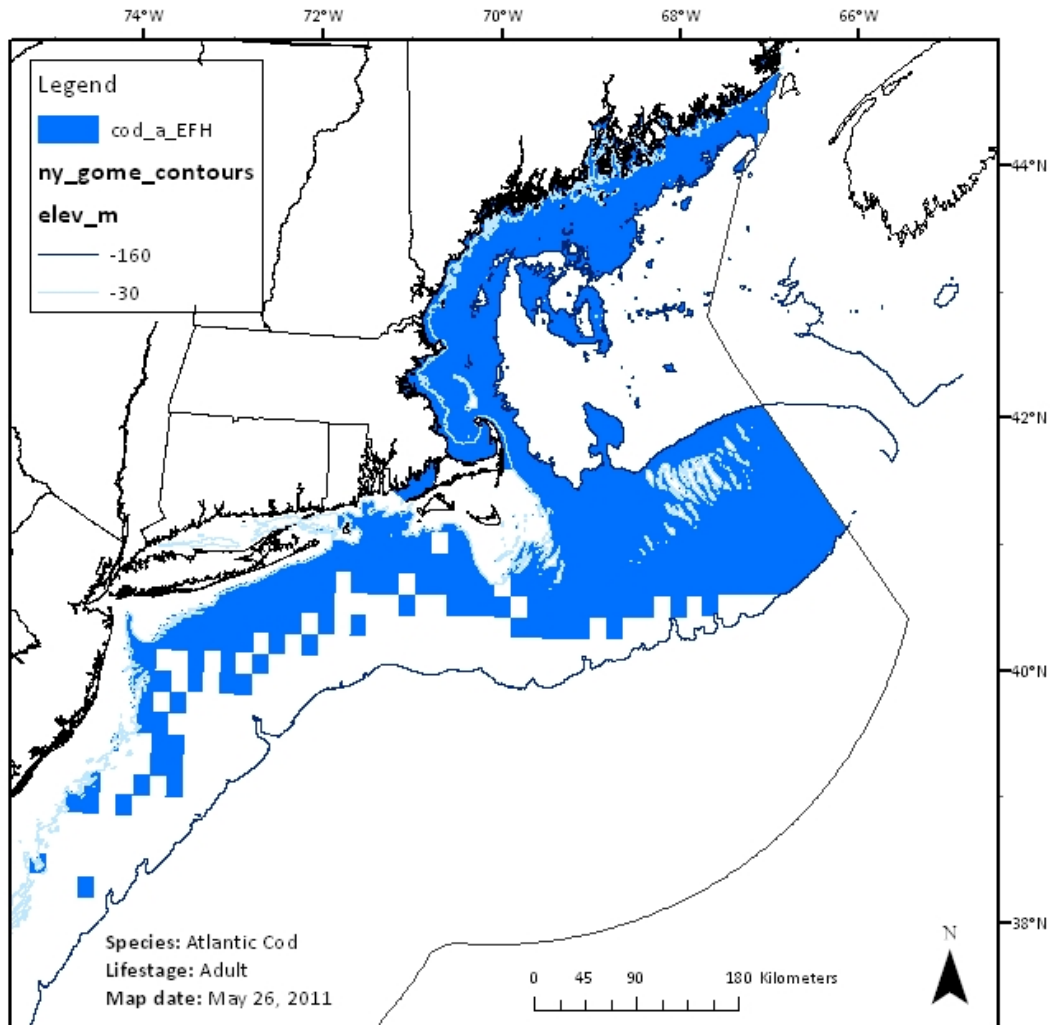 74°W 72°W 70°W 68°W 66°W
Legend
cod_a_EFH
ny_gome_contours
elev_m
-160
-30
44°N
42°N
40°N
38°N
Species: Atlantic Cod
Lifestage: Adult
Map date: May 26, 2011
0 45 90 180 Kilometers
N